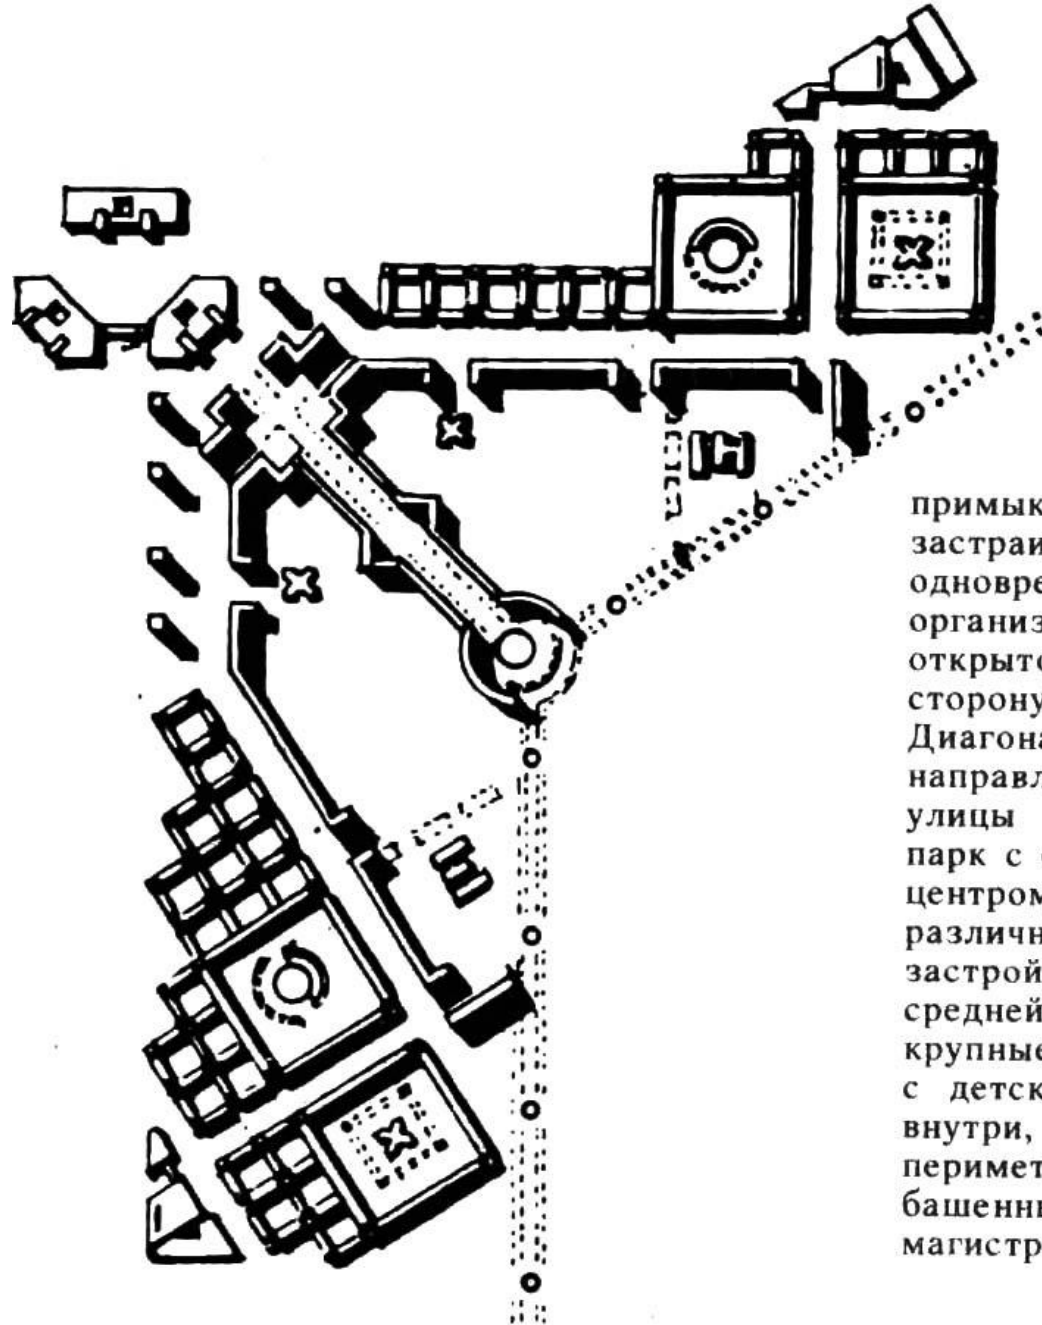 примык
застраи
одновре
организ
открыто
сторону
Диагона
направл
улицы
парк с
центром
различн
застрой
средней
крупные
с детск
внутри,
перимет
башенн
магистр